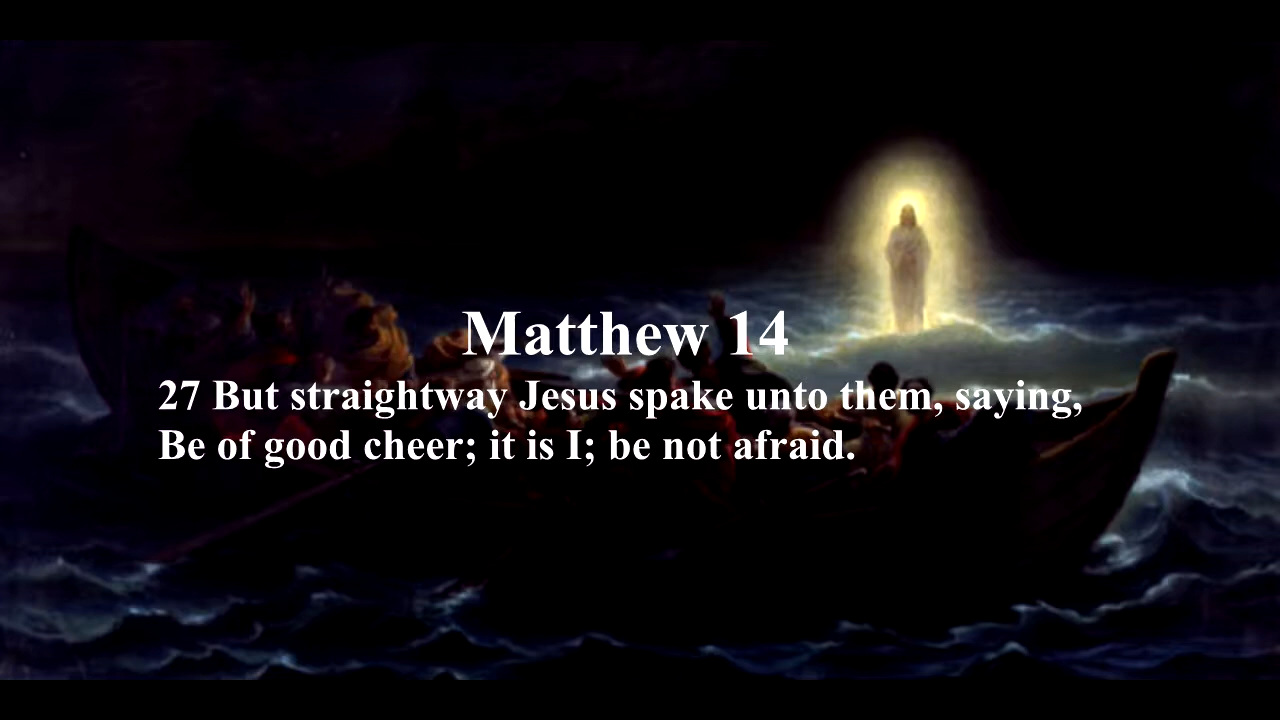 Matthew 14
27 But straightway Jesus spake unto them, saying,
Be of good cheer; it is I; be not afraid.